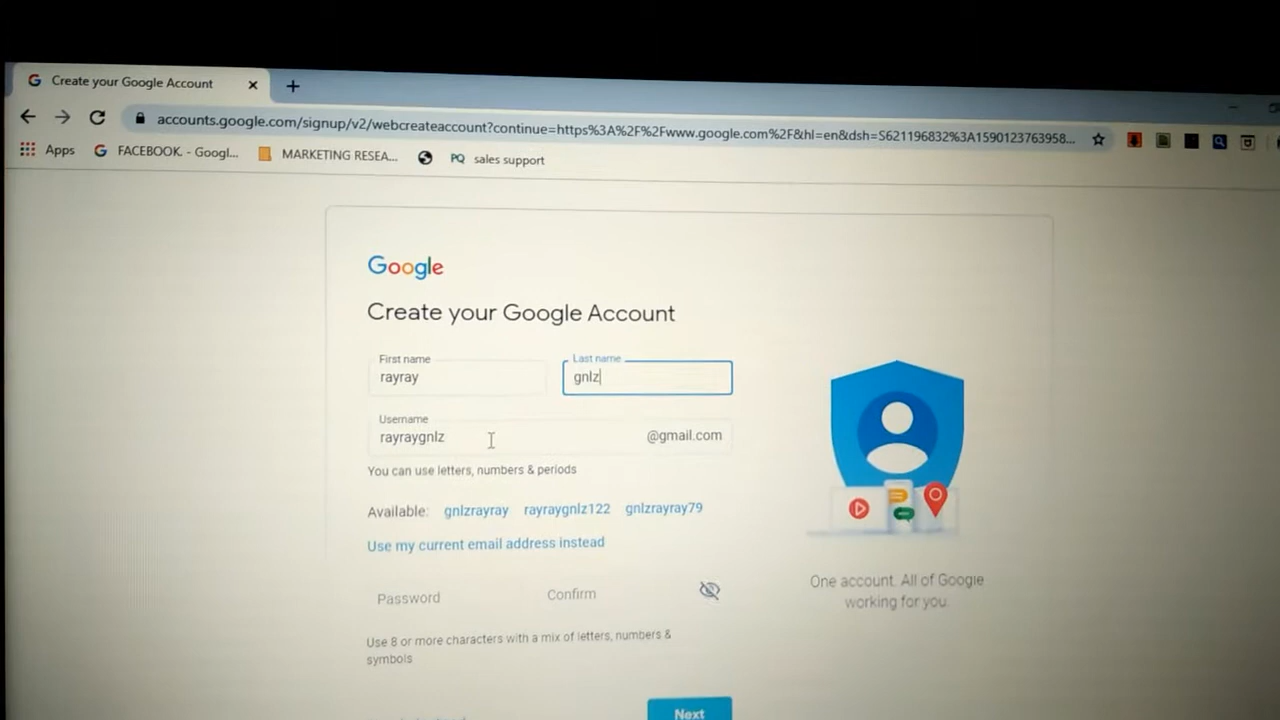 Create your Google Account
accounts.google.com/signup/v2/webcreateaccount?continue=https%3A%2F%2Fwww.google.com%2F&hl=en&dsh=S621196832%3A1590123763958...
Apps FACEBOOK. - Googl... MARKETING RESEA... PQ sales support
Google
Create your Google Account
First name Last name
rayray gnlz
Username
rayraygnlz @gmail.com
You can use letters, numbers & periods
Available: gnlzrayray rayraygnlz122 gnlzrayray79
Use my current email address instead
Password Confirm
Use 8 or more characters with a mix of letters, numbers &
symbols
One account. All of Google
working for you.
Next